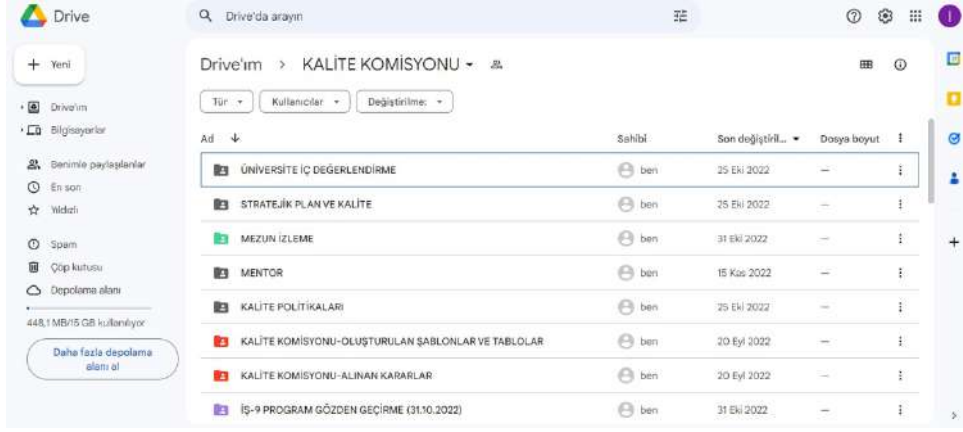 Drive
Drive'da arayın
I
Yeni
Drive'ım
Bilgisayarlar
Benimle paylaşılanlar
En son
Yıldızlı
Spam
Çöp kutusu
Depolama alanı
448,1 MB/15 GB kullanılıyor
Daha fazla depolama
alanı al
Drive'ım > KALİTE KOMİSYONU
Tür Kullanıcılar Değiştirilme:
Ad Sahibi Son değiştiril... Dosya boyut
ÜNİVERSİTE İÇ DEĞERLENDİRME ben 25 Eki 2022 —
STRATEJİK PLAN VE KALİTE ben 25 Eki 2022 —
MEZUN İZLEME ben 31 Eki 2022 —
MENTOR ben 15 Kas 2022 —
KALİTE POLİTİKALARI ben 25 Eki 2022 —
KALİTE KOMİSYONU-OLUŞTURULAN ŞABLONLAR VE TABLOLAR ben 20 Eyl 2022 —
KALİTE KOMİSYONU-ALINAN KARARLAR ben 20 Eyl 2022 —
İŞ-9 PROGRAM GÖZDEN GEÇİRME (31.10.2022) ben 31 Eki 2022 —